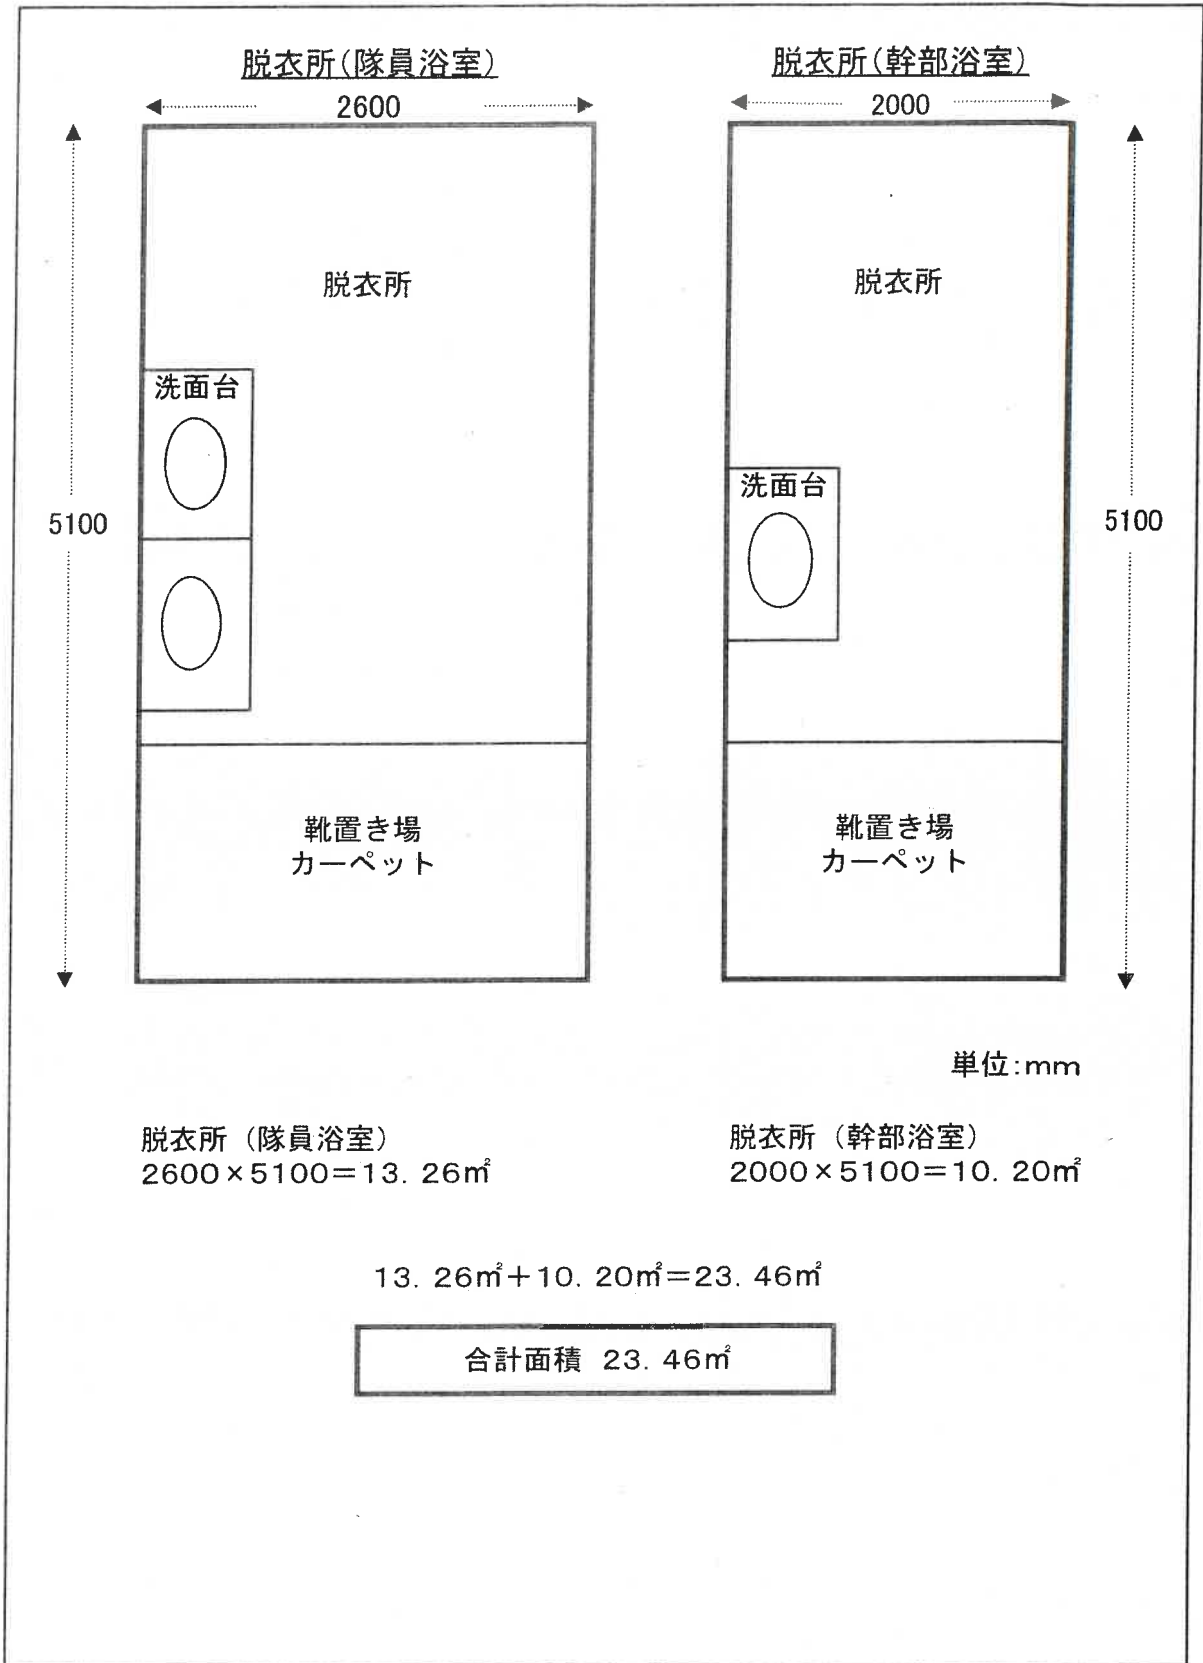 脱衣所(隊員浴室)
2600
脱衣所
洗面台
5100
靴置き場
カーペット
脱衣所(幹部浴室)
2000
脱衣所
洗面台
5100
靴置き場
カーペット
単位:mm
脱衣所（隊員浴室）
2600×5100＝13．26㎡
脱衣所（幹部浴室）
2000×5100＝10．20㎡
13．26㎡＋10．20㎡＝23．46㎡
合計面積 23．46㎡